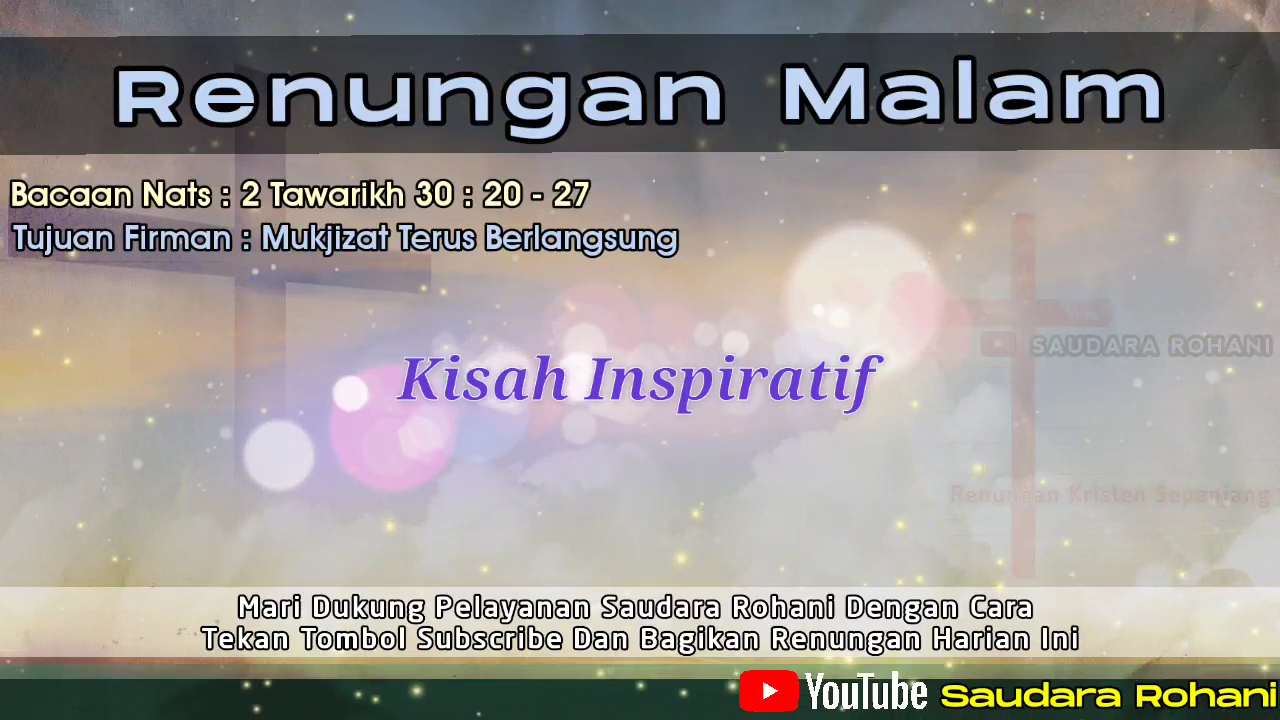 Renungan Malam
Bacaan Nats : 2 Tawarikh 30 : 20 - 27
Tujuan Firman : Mukjizat Terus Berlangsung
SAUDARA ROHANI
Kisah Inspiratif
Renungan Kristen Sepanjang
Mari Dukung Pelayanan Saudara Rohani Dengan Cara
Tekan Tombol Subscribe Dan Bagikan Renungan Harian Ini
YouTube Saudara Rohani